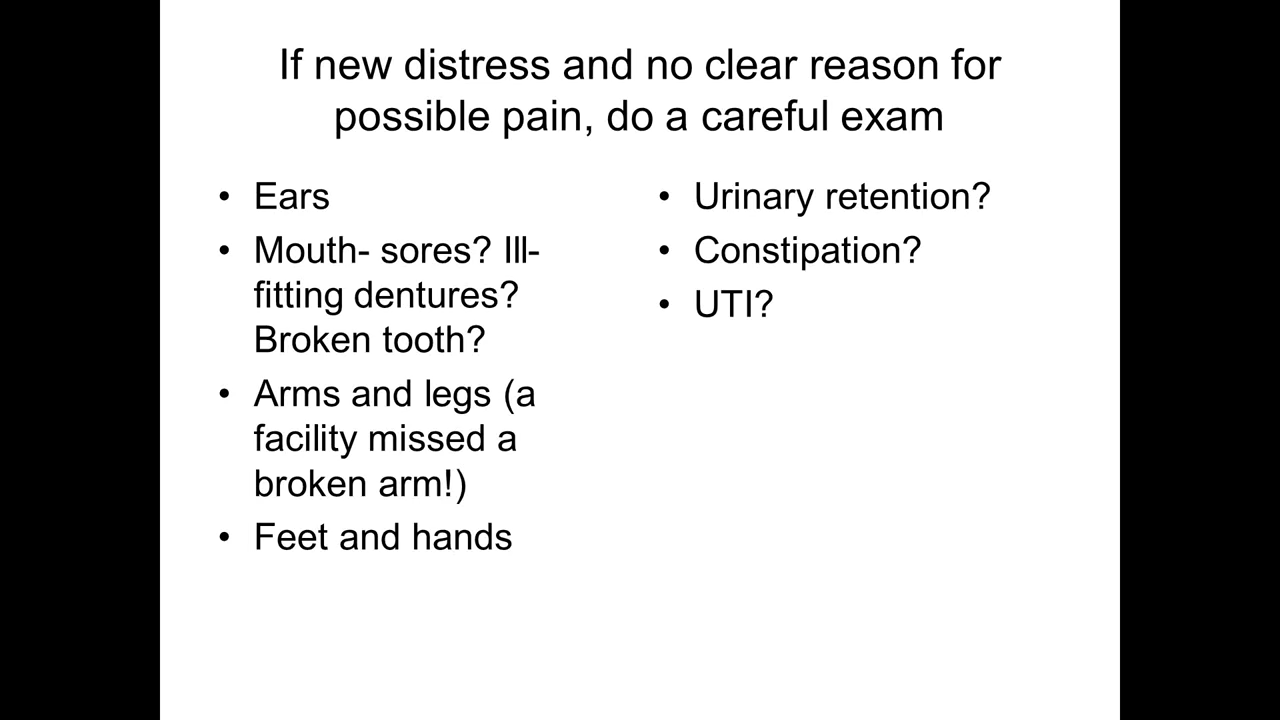 If new distress and no clear reason for
possible pain, do a careful exam
• Ears
• Mouth- sores? Ill-
fitting dentures?
Broken tooth?
• Arms and legs (a
facility missed a
broken arm!)
• Feet and hands
• Urinary retention?
• Constipation?
• UTI?